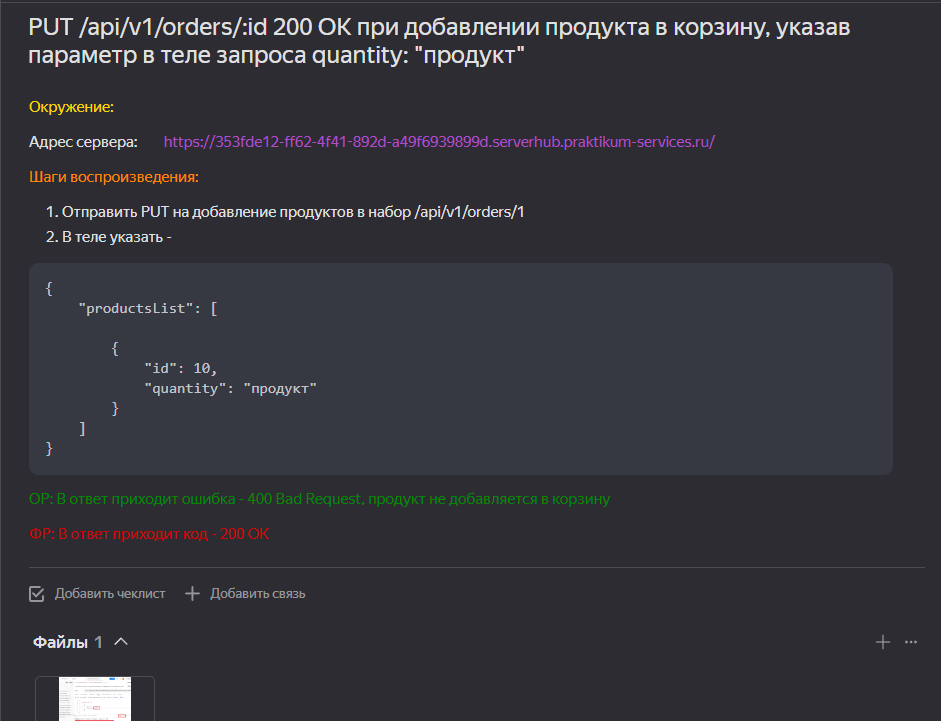 PUT /api/v1/orders/:id 200 ОК при добавлении продукта в корзину, указав
параметр в теле запроса quantity: "продукт"
Окружение:
Адрес сервера: https://353fde12-ff62-4f41-892d-a49f6939899d.serverhub.praktikum-services.ru/
Шаги воспроизведения:
1. Отправить PUT на добавление продуктов в набор /api/v1/orders/1
2. В теле указать -
{
"productsList": [
{
"id": 10,
"quantity": "продукт"
}
]
}
ОР: В ответ приходит ошибка - 400 Bad Request, продукт не добавляется в корзину
ФР: В ответ приходит код - 200 ОК
Добавить чеклист + Добавить связь
Файлы 1